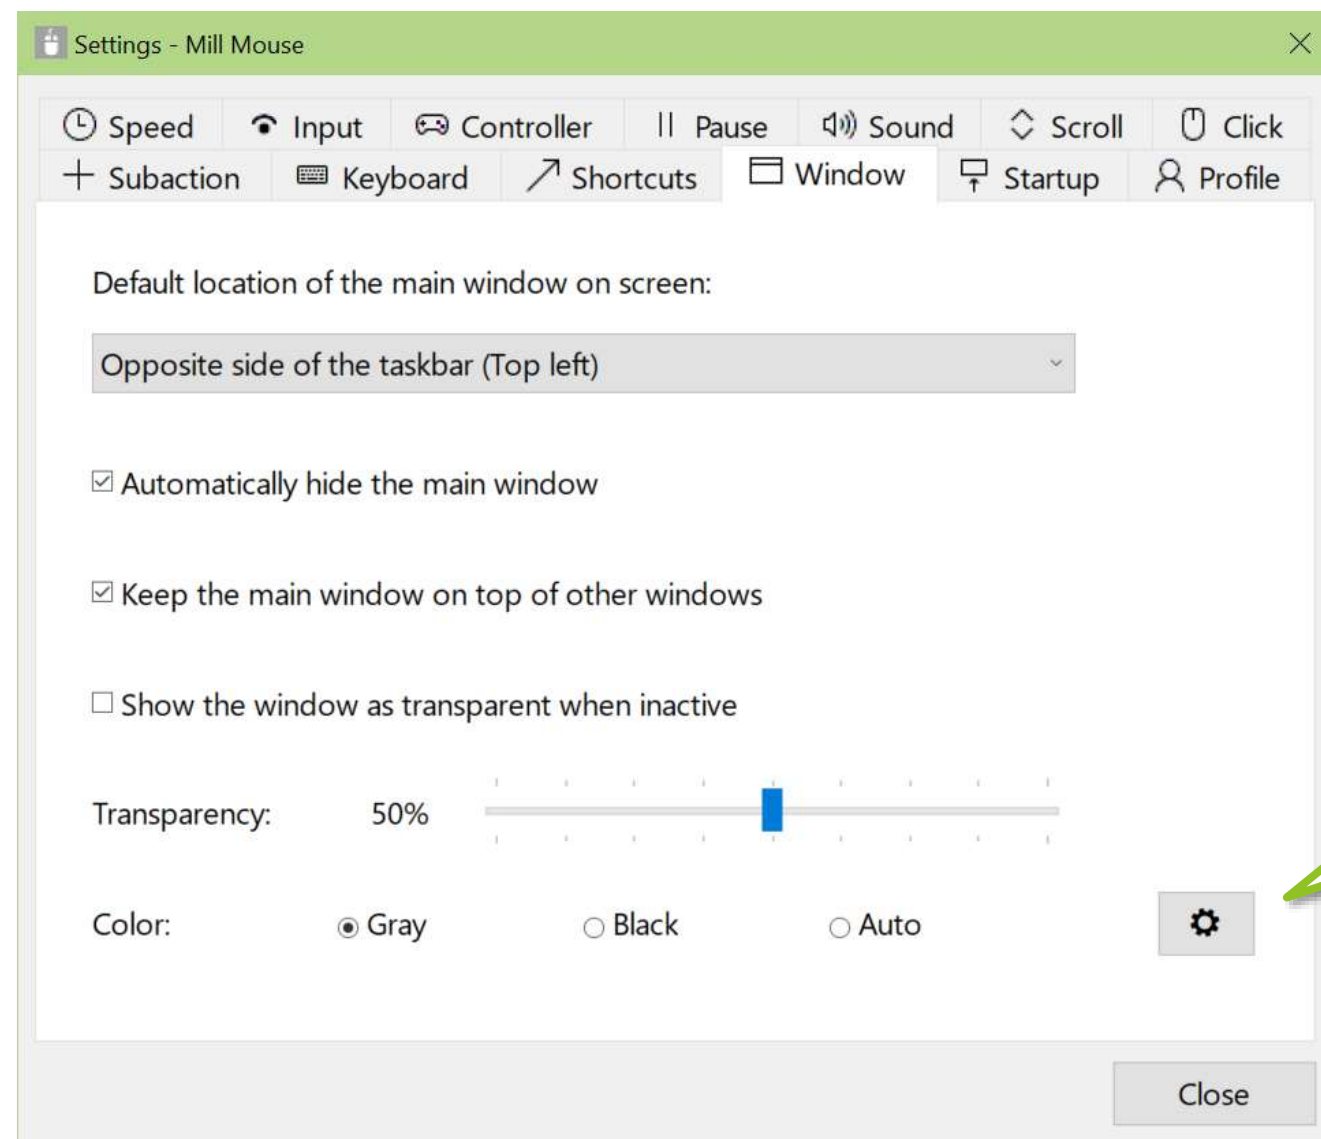 Settings - Mill Mouse
Speed Input Controller Pause Sound Scroll Click
Subaction Keyboard Shortcuts Window Startup Profile
Default location of the main window on screen:
Opposite side of the taskbar (Top left)
Automatically hide the main window
Keep the main window on top of other windows
Show the window as transparent when inactive
Transparency: 50%
Color: Gray Black Auto
Close